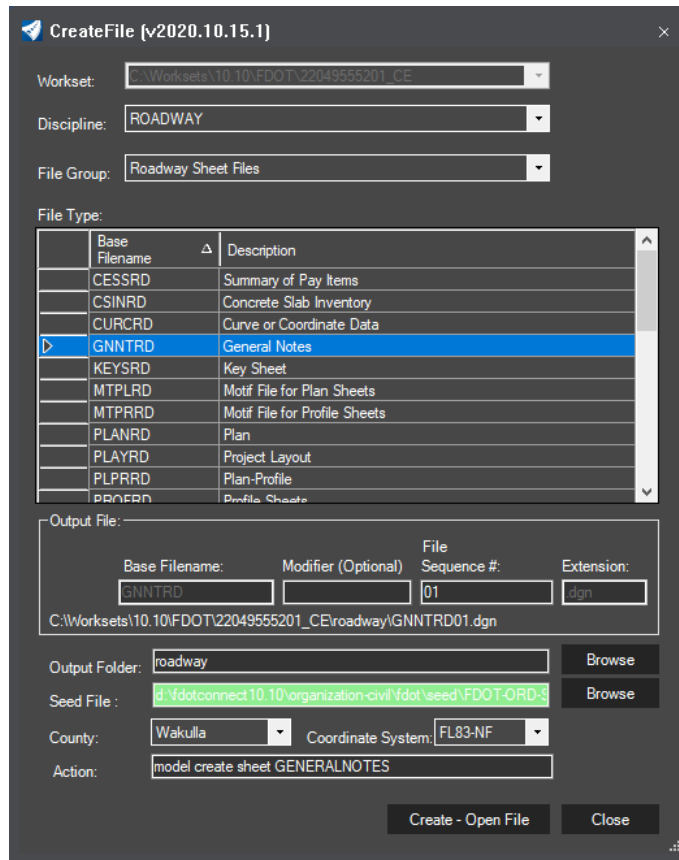 CreateFile (v2020.10.15.1)
Workset: C:\Worksets\10.10\FDOT\22049555201_CE
Discipline: ROADWAY
File Group: Roadway Sheet Files
File Type:
Base Filename Description
CESSRD Summary of Pay Items
CSINRD Concrete Slab Inventory
CURCRD Curve or Coordinate Data
GNNTRD General Notes
KEYSRD Key Sheet
MTPLRD Motif File for Plan Sheets
MTPRRD Motif File for Profile Sheets
PLANRD Plan
PLAYRD Project Layout
PLPRRD Plan-Profile
PROFRD Profile Sheets
Output File:
Base Filename: Modifier (Optional) File Sequence #: Extension:
GNNTRD 01 .dgn
C:\Worksets\10.10\FDOT\22049555201_CE\roadway\GNNTRD01.dgn
Output Folder: roadway Browse
Seed File : d:\fdotconnect10.10\organization-civil\fdot\seed\FDOT-ORD-S Browse
County: Wakulla Coordinate System: FL83-NF
Action: model create sheet GENERALNOTES
Create - Open File Close